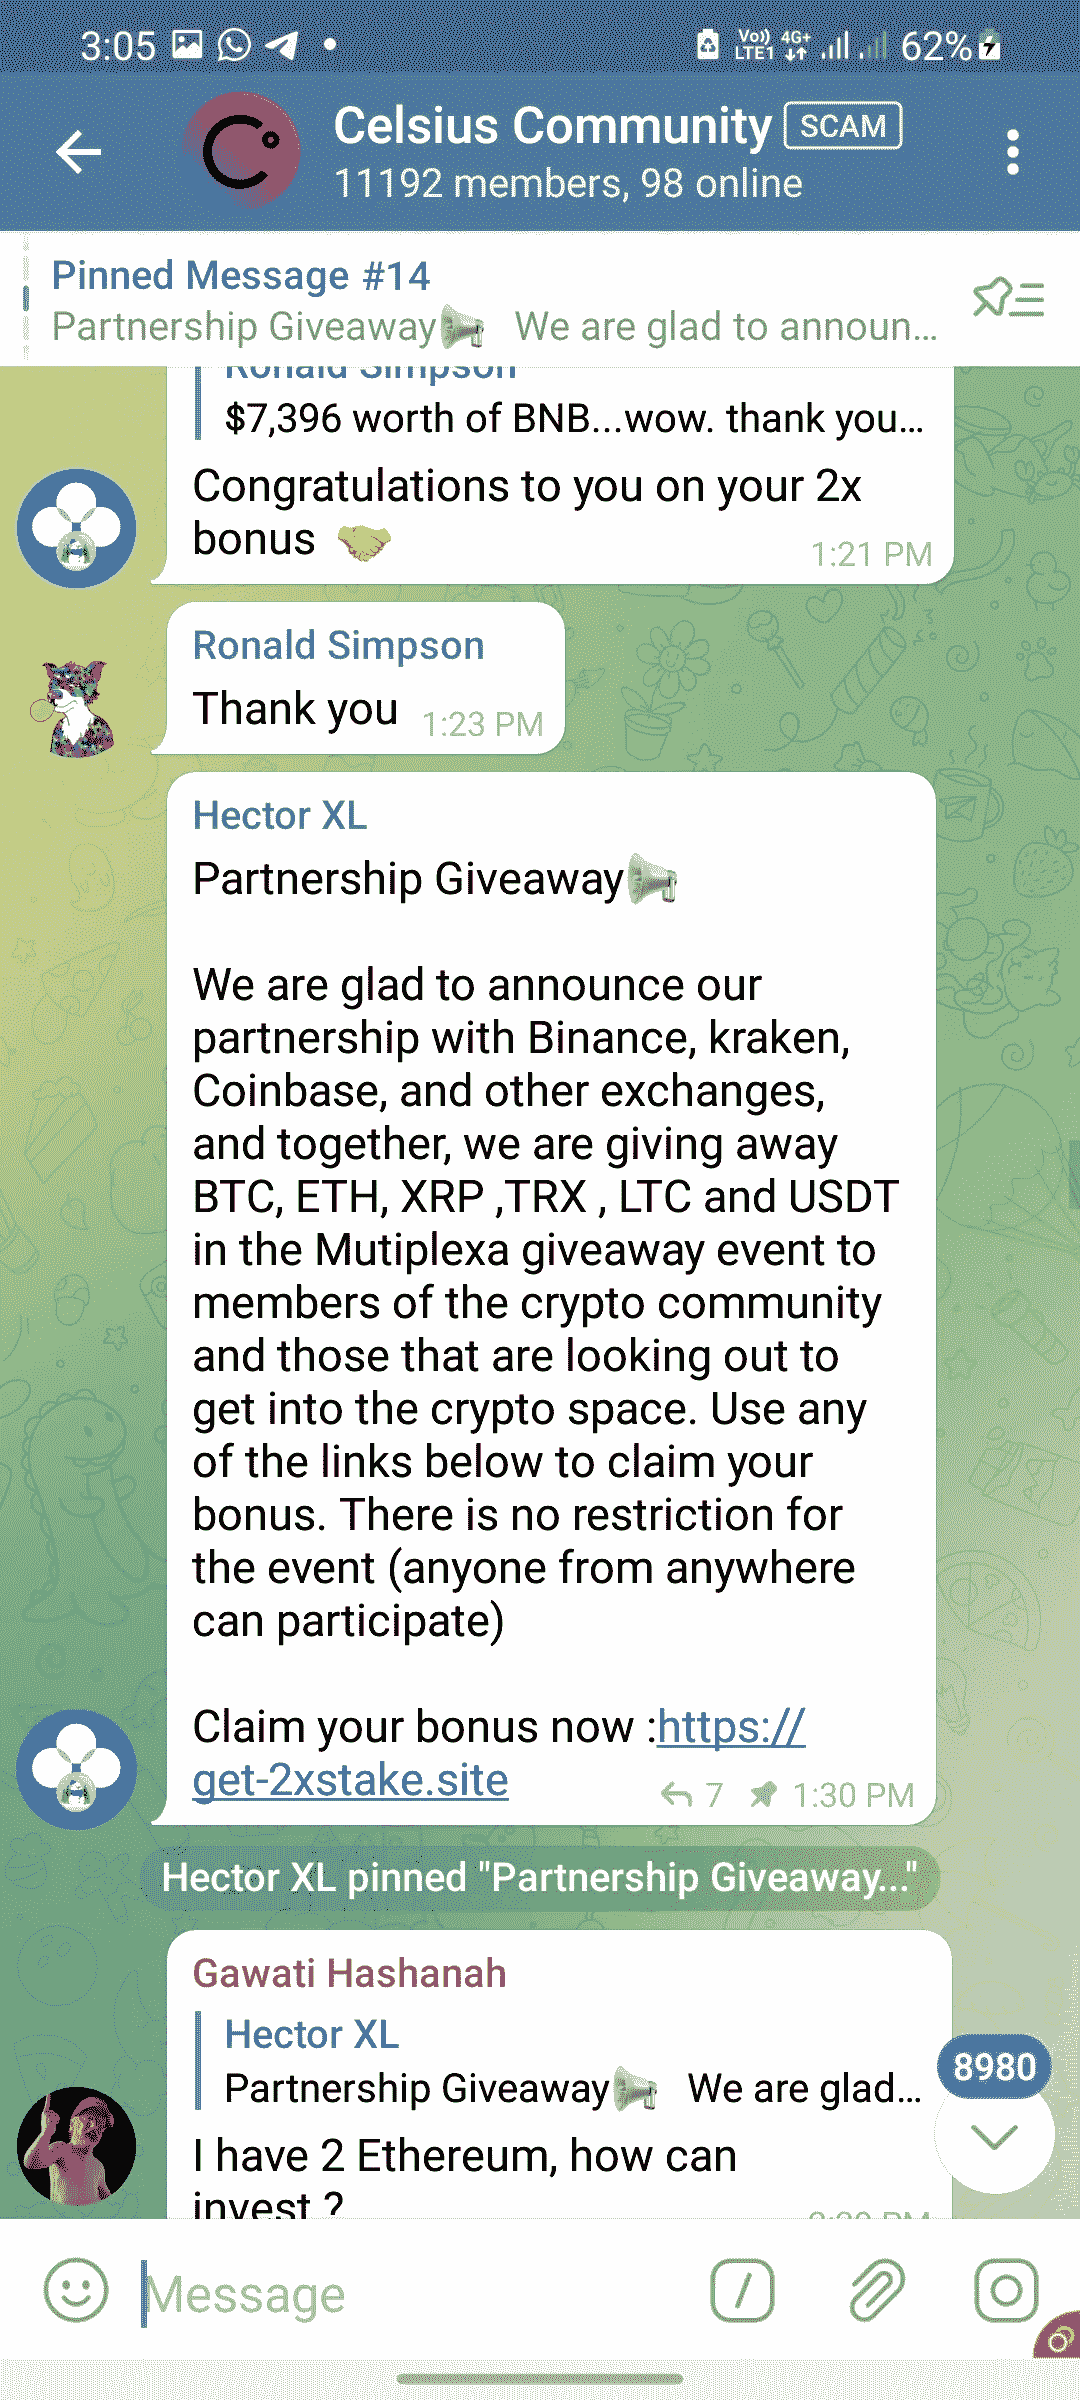 3:05
Vo)) LTE1 4G+ 62%
Celsius Community SCAM
11192 members, 98 online
Pinned Message #14
Partnership Giveaway We are glad to announ...
Ronald Simpson
$7,396 worth of BNB...wow. thank you...
Congratulations to you on your 2x
bonus
1:21 PM
Ronald Simpson
Thank you 1:23 PM
Hector XL
Partnership Giveaway
We are glad to announce our
partnership with Binance, kraken,
Coinbase, and other exchanges,
and together, we are giving away
BTC, ETH, XRP ,TRX , LTC and USDT
in the Mutiplexa giveaway event to
members of the crypto community
and those that are looking out to
get into the crypto space. Use any
of the links below to claim your
bonus. There is no restriction for
the event (anyone from anywhere
can participate)
Claim your bonus now :https://
get-2xstake.site
7 1:30 PM
Hector XL pinned "Partnership Giveaway..."
Gawati Hashanah
Hector XL
Partnership Giveaway We are glad...
I have 2 Ethereum, how can
invest ?
8980
Message